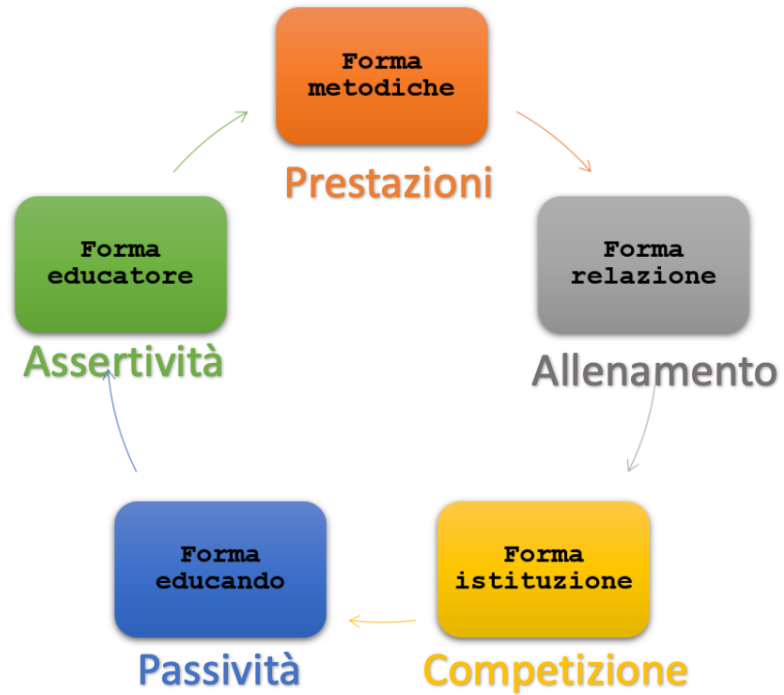 Forma
metodiche
Prestazioni
Forma
relazione
Allenamento
Forma
istituzione
Competizione
Forma
educando
Passività
Forma
educatore
Assertività